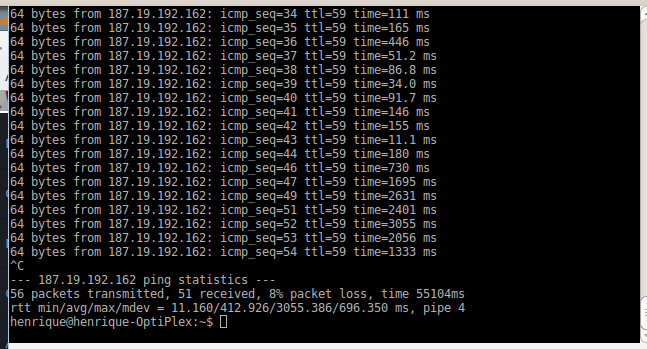 64 bytes from 187.19.192.162: icmp_seq=34 ttl=59 time=111 ms
64 bytes from 187.19.192.162: icmp_seq=35 ttl=59 time=165 ms
64 bytes from 187.19.192.162: icmp_seq=36 ttl=59 time=446 ms
64 bytes from 187.19.192.162: icmp_seq=37 ttl=59 time=51.2 ms
64 bytes from 187.19.192.162: icmp_seq=38 ttl=59 time=86.8 ms
64 bytes from 187.19.192.162: icmp_seq=39 ttl=59 time=34.0 ms
64 bytes from 187.19.192.162: icmp_seq=40 ttl=59 time=91.7 ms
64 bytes from 187.19.192.162: icmp_seq=41 ttl=59 time=146 ms
64 bytes from 187.19.192.162: icmp_seq=42 ttl=59 time=155 ms
64 bytes from 187.19.192.162: icmp_seq=43 ttl=59 time=11.1 ms
64 bytes from 187.19.192.162: icmp_seq=44 ttl=59 time=180 ms
64 bytes from 187.19.192.162: icmp_seq=46 ttl=59 time=730 ms
64 bytes from 187.19.192.162: icmp_seq=47 ttl=59 time=1695 ms
64 bytes from 187.19.192.162: icmp_seq=49 ttl=59 time=2631 ms
64 bytes from 187.19.192.162: icmp_seq=51 ttl=59 time=2401 ms
64 bytes from 187.19.192.162: icmp_seq=52 ttl=59 time=3055 ms
64 bytes from 187.19.192.162: icmp_seq=53 ttl=59 time=2056 ms
64 bytes from 187.19.192.162: icmp_seq=54 ttl=59 time=1333 ms
^C
--- 187.19.192.162 ping statistics ---
56 packets transmitted, 51 received, 8% packet loss, time 55104ms
rtt min/avg/max/mdev = 11.160/412.926/3055.386/696.350 ms, pipe 4
henrique@henrique-OptiPlex:~$